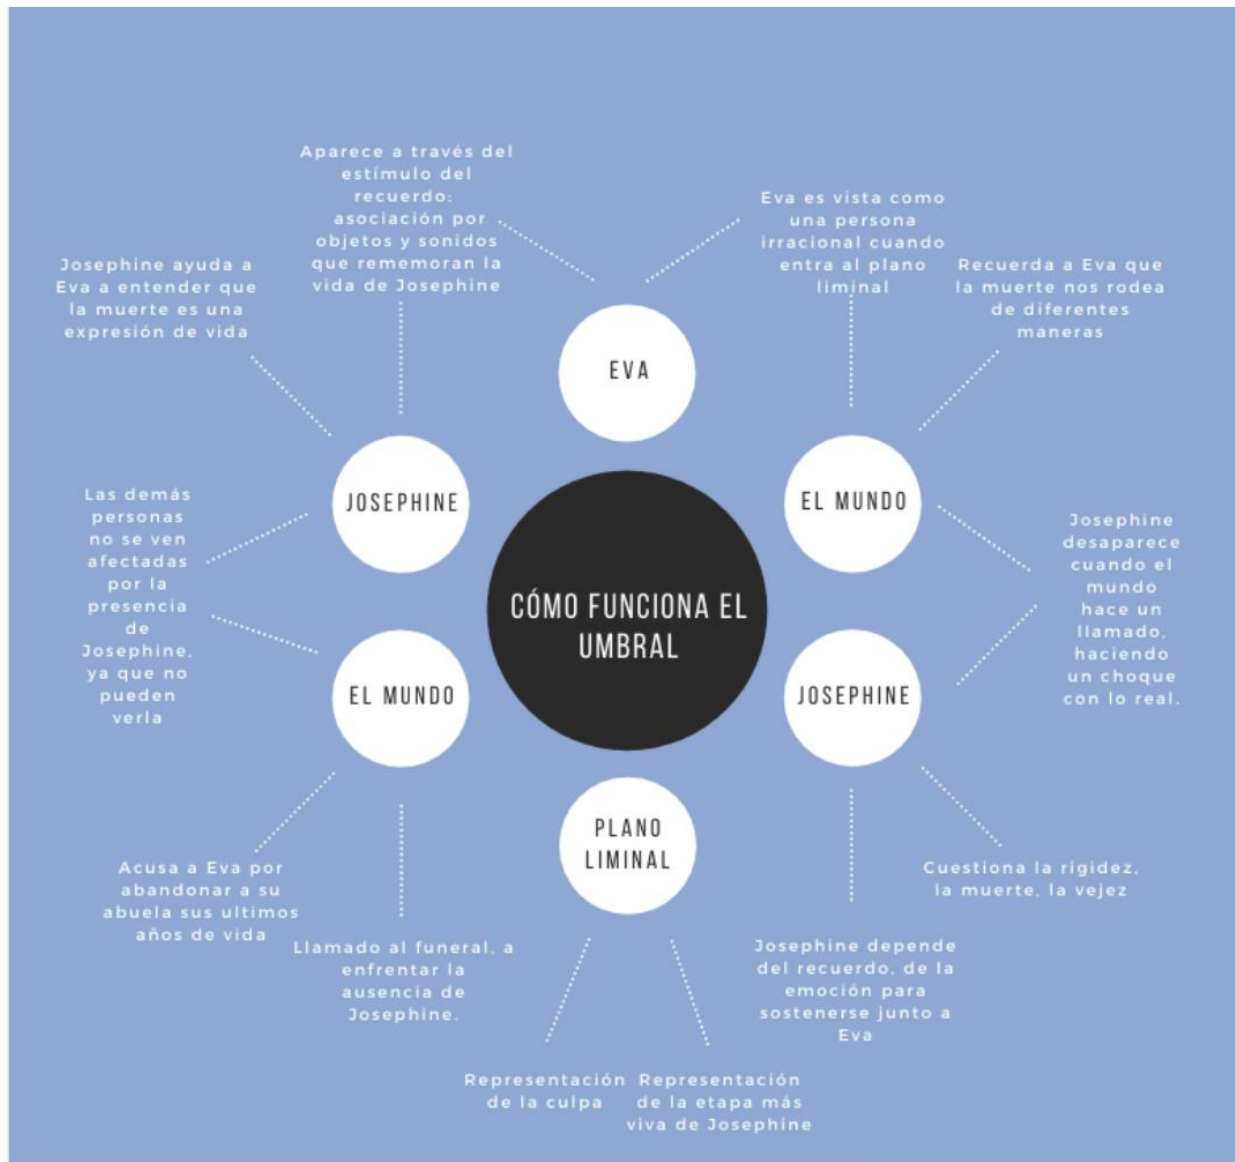 Aparece a través del
estímulo del
recuerdo:
asociación por
objetos y sonidos
que rememoran la
vida de Josephine
Eva es vista como
una persona
irracional cuando
entra al plano
liminal
Josephine ayuda a
Eva a entender que
la muerte es una
expresión de vida
Recuerda a Eva que
la muerte nos rodea
de diferentes
maneras
EVA
JOSEPHINE
EL MUNDO
Las demás
personas
no se ven
afectadas
por la
presencia
de
Josephine,
ya que no
pueden
verla
CÓMO FUNCIONA EL
UMBRAL
Josephine
desaparece
cuando el
mundo
hace un
llamado,
haciendo
un choque
con lo real.
EL MUNDO
JOSEPHINE
PLANO
LIMINAL
Acusa a Eva por
abandonar a su
abuela sus ultimos
años de vida
Cuestiona la rigidez,
la muerte, la vejez
Llamado al funeral, a
enfrentar la
ausencia de
Josephine.
Josephine depende
del recuerdo, de la
emoción para
sostenerse junto a
Eva
Representación
de la culpa
Representación
de la etapa más
viva de Josephine